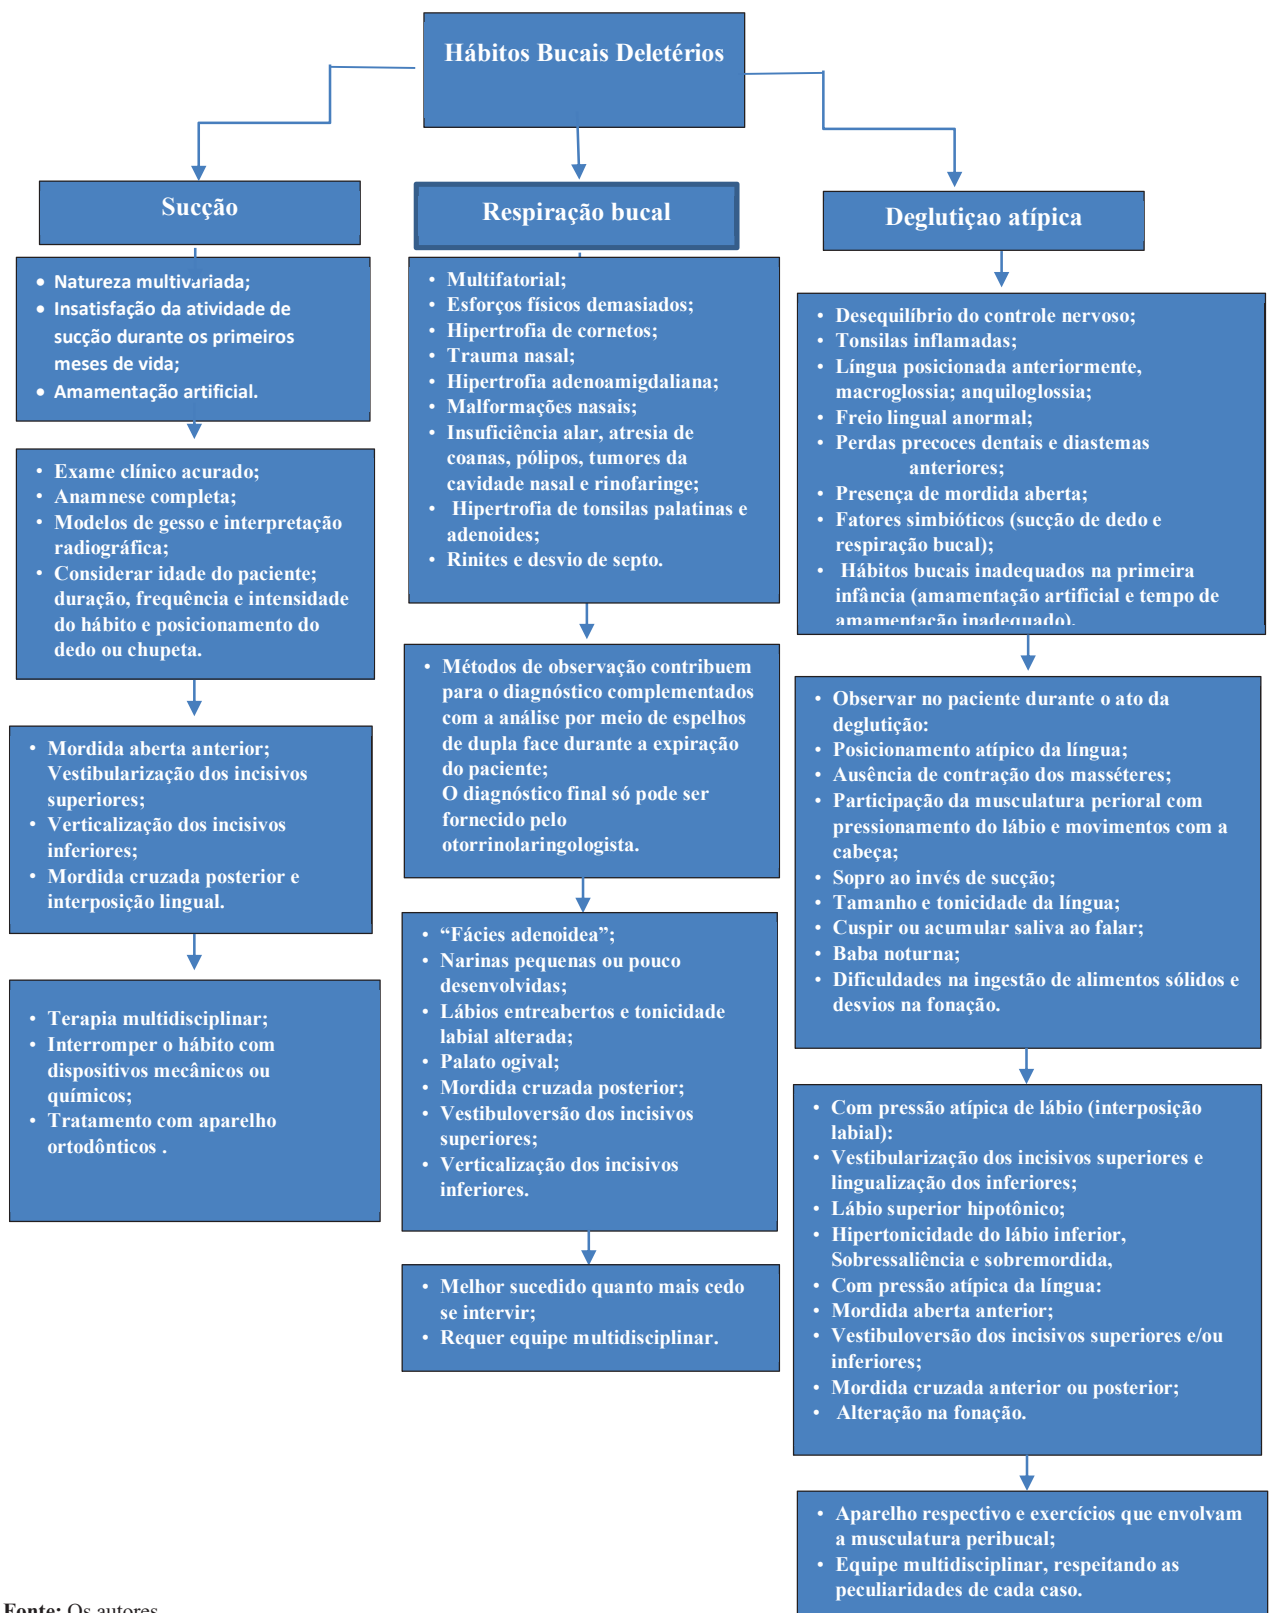 Hábitos Bucais Deletérios
Sucção
• Natureza multivariada;
• Insatisfação da atividade de
sucção durante os primeiros
meses de vida;
• Amamentação artificial.
• Exame clínico acurado;
• Anamnese completa;
• Modelos de gesso e interpretação
radiográfica;
• Considerar idade do paciente;
duração, frequência e intensidade
do hábito e posicionamento do
dedo ou chupeta.
• Mordida aberta anterior;
Vestibularização dos incisivos
superiores;
• Verticalização dos incisivos
inferiores;
• Mordida cruzada posterior e
interposição lingual.
• Terapia multidisciplinar;
• Interromper o hábito com
dispositivos mecânicos ou
químicos;
• Tratamento com aparelho
ortodônticos .
Respiração bucal
• Multifatorial;
• Esforços físicos demasiados;
• Hipertrofia de cornetos;
• Trauma nasal;
• Hipertrofia adenoamigdaliana;
• Malformações nasais;
• Insuficiência alar, atresia de
coanas, pólipos, tumores da
cavidade nasal e rinofaringe;
• Hipertrofia de tonsilas palatinas e
adenoides;
• Rinites e desvio de septo.
• Métodos de observação contribuem
para o diagnóstico complementados
com a análise por meio de espelhos
de dupla face durante a expiração
do paciente;
O diagnóstico final só pode ser
fornecido pelo
otorrinolaringologista.
• “Fácies adenoidea”;
• Narinas pequenas ou pouco
desenvolvidas;
• Lábios entreabertos e tonicidade
labial alterada;
• Palato ogival;
• Mordida cruzada posterior;
• Vestibuloversão dos incisivos
superiores;
• Verticalização dos incisivos
inferiores.
• Melhor sucedido quanto mais cedo
se intervir;
• Requer equipe multidisciplinar.
Deglutiçao atípica
• Desequilíbrio do controle nervoso;
• Tonsilas inflamadas;
• Língua posicionada anteriormente,
macroglossia; anquiloglossia;
• Freio lingual anormal;
• Perdas precoces dentais e diastemas
anteriores;
• Presença de mordida aberta;
• Fatores simbióticos (sucção de dedo e
respiração bucal);
• Hábitos bucais inadequados na primeira
infância (amamentação artificial e tempo de
amamentação inadequado).
• Observar no paciente durante o ato da
deglutição:
• Posicionamento atípico da língua;
• Ausência de contração dos masséteres;
• Participação da musculatura perioral com
pressionamento do lábio e movimentos com a
cabeça;
• Sopro ao invés de sucção;
• Tamanho e tonicidade da língua;
• Cuspir ou acumular saliva ao falar;
• Baba noturna;
• Dificuldades na ingestão de alimentos sólidos e
desvios na fonação.
• Com pressão atípica de lábio (interposição
labial):
• Vestibularização dos incisivos superiores e
lingualização dos inferiores;
• Lábio superior hipotônico;
• Hipertonicidade do lábio inferior,
Sobressaliência e sobremordida,
• Com pressão atípica da língua:
• Mordida aberta anterior;
• Vestibuloversão dos incisivos superiores e/ou
inferiores;
• Mordida cruzada anterior ou posterior;
• Alteração na fonação.
• Aparelho respectivo e exercícios que envolvam
a musculatura peribucal;
• Equipe multidisciplinar, respeitando as
peculiaridades de cada caso.
Fonte: Os autores